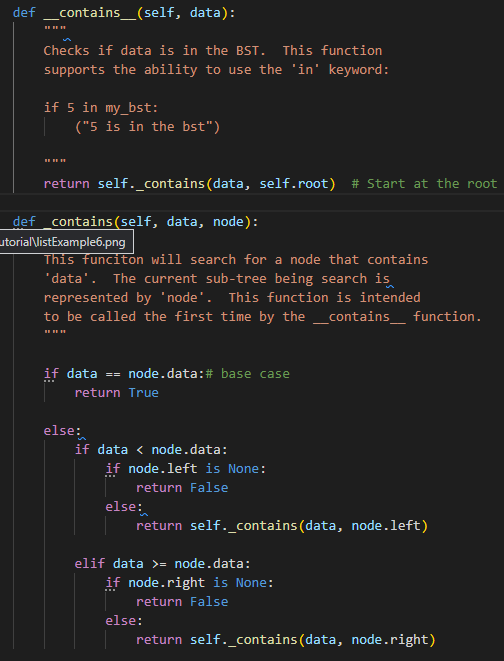 def __contains__(self, data):
"""
Checks if data is in the BST.  This function
supports the ability to use the 'in' keyword:
if 5 in my_bst:
("5 is in the bst")
"""
return self._contains(data, self.root)  # Start at the root
def _contains(self, data, node):
utorial\listExample6.png
This funciton will search for a node that contains
'data'.  The current sub-tree being search is
represented by 'node'.  This function is intended
to be called the first time by the __contains__ function.
"""
if data == node.data:# base case
return True
else:
if data < node.data:
if node.left is None:
return False
else:
return self._contains(data, node.left)
elif data >= node.data:
if node.right is None:
return False
else:
return self._contains(data, node.right)